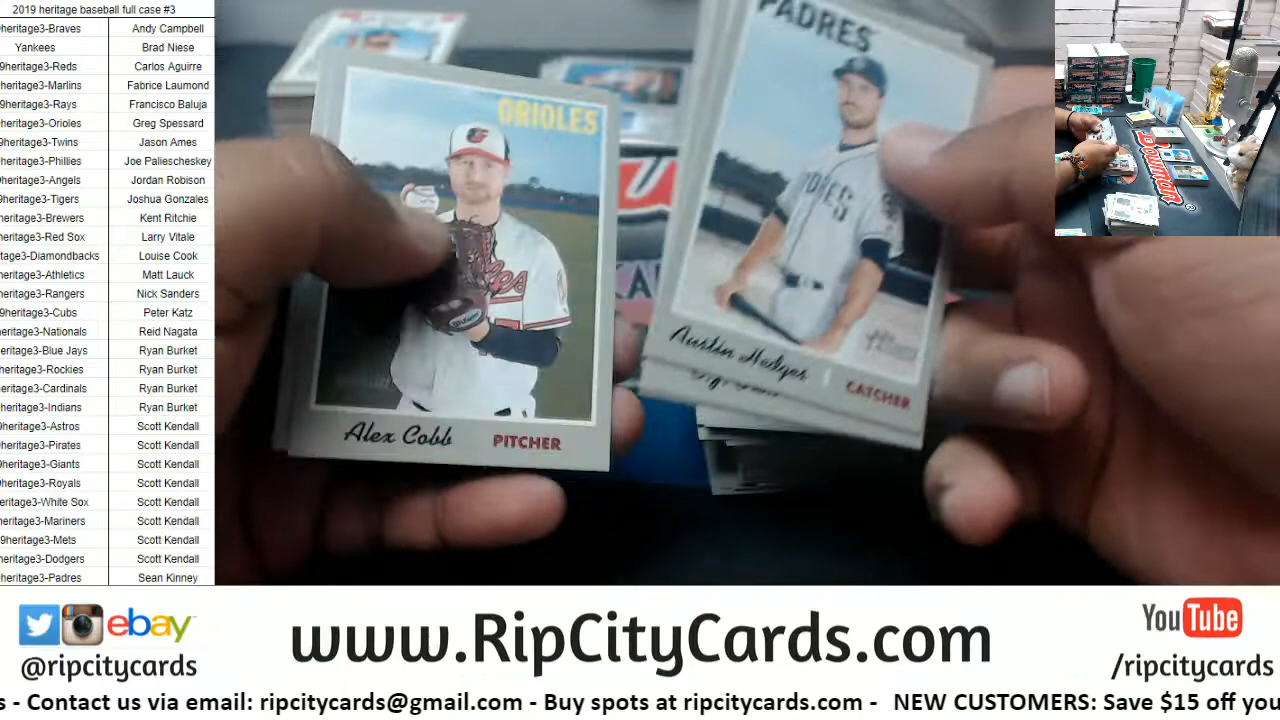 2019 heritage baseball full case #3
9heritage3-Braves Andy Campbell
Yankees Brad Niese
9heritage3-Reds Carlos Aguirre
heritage3-Marlins Fabrice Laumond
9heritage3-Rays Francisco Baluja
heritage3-Orioles Greg Spessard
9heritage3-Twins Jason Ames
heritage3-Phillies Joe Paliescheskey
heritage3-Angels Jordan Robison
9heritage3-Tigers Joshua Gonzales
heritage3-Brewers Kent Ritchie
heritage3-Red Sox Larry Vitale
tage3-Diamondbacks Louise Cook
heritage3-Athletics Matt Lauck
heritage3-Rangers Nick Sanders
9heritage3-Cubs Peter Katz
heritage3-Nationals Reid Nagata
eritage3-Blue Jays Ryan Burket
heritage3-Rockies Ryan Burket
eritage3-Cardinals Ryan Burket
heritage3-Indians Ryan Burket
heritage3-Astros Scott Kendall
heritage3-Pirates Scott Kendall
9heritage3-Giants Scott Kendall
heritage3-Royals Scott Kendall
eritage3-White Sox Scott Kendall
heritage3-Mariners Scott Kendall
9heritage3-Mets Scott Kendall
heritage3-Dodgers Scott Kendall
heritage3-Padres Sean Kinney
ORIOLES
Alex Cobb PITCHER
PADRES
Austin Hedges CATCHER
Bowman
ebay
@ripcitycards
www.RipCityCards.com
YouTube
/ripcitycards
s - Contact us via email: ripcitycards@gmail.com - Buy spots at ripcitycards.com - NEW CUSTOMERS: Save $15 off you